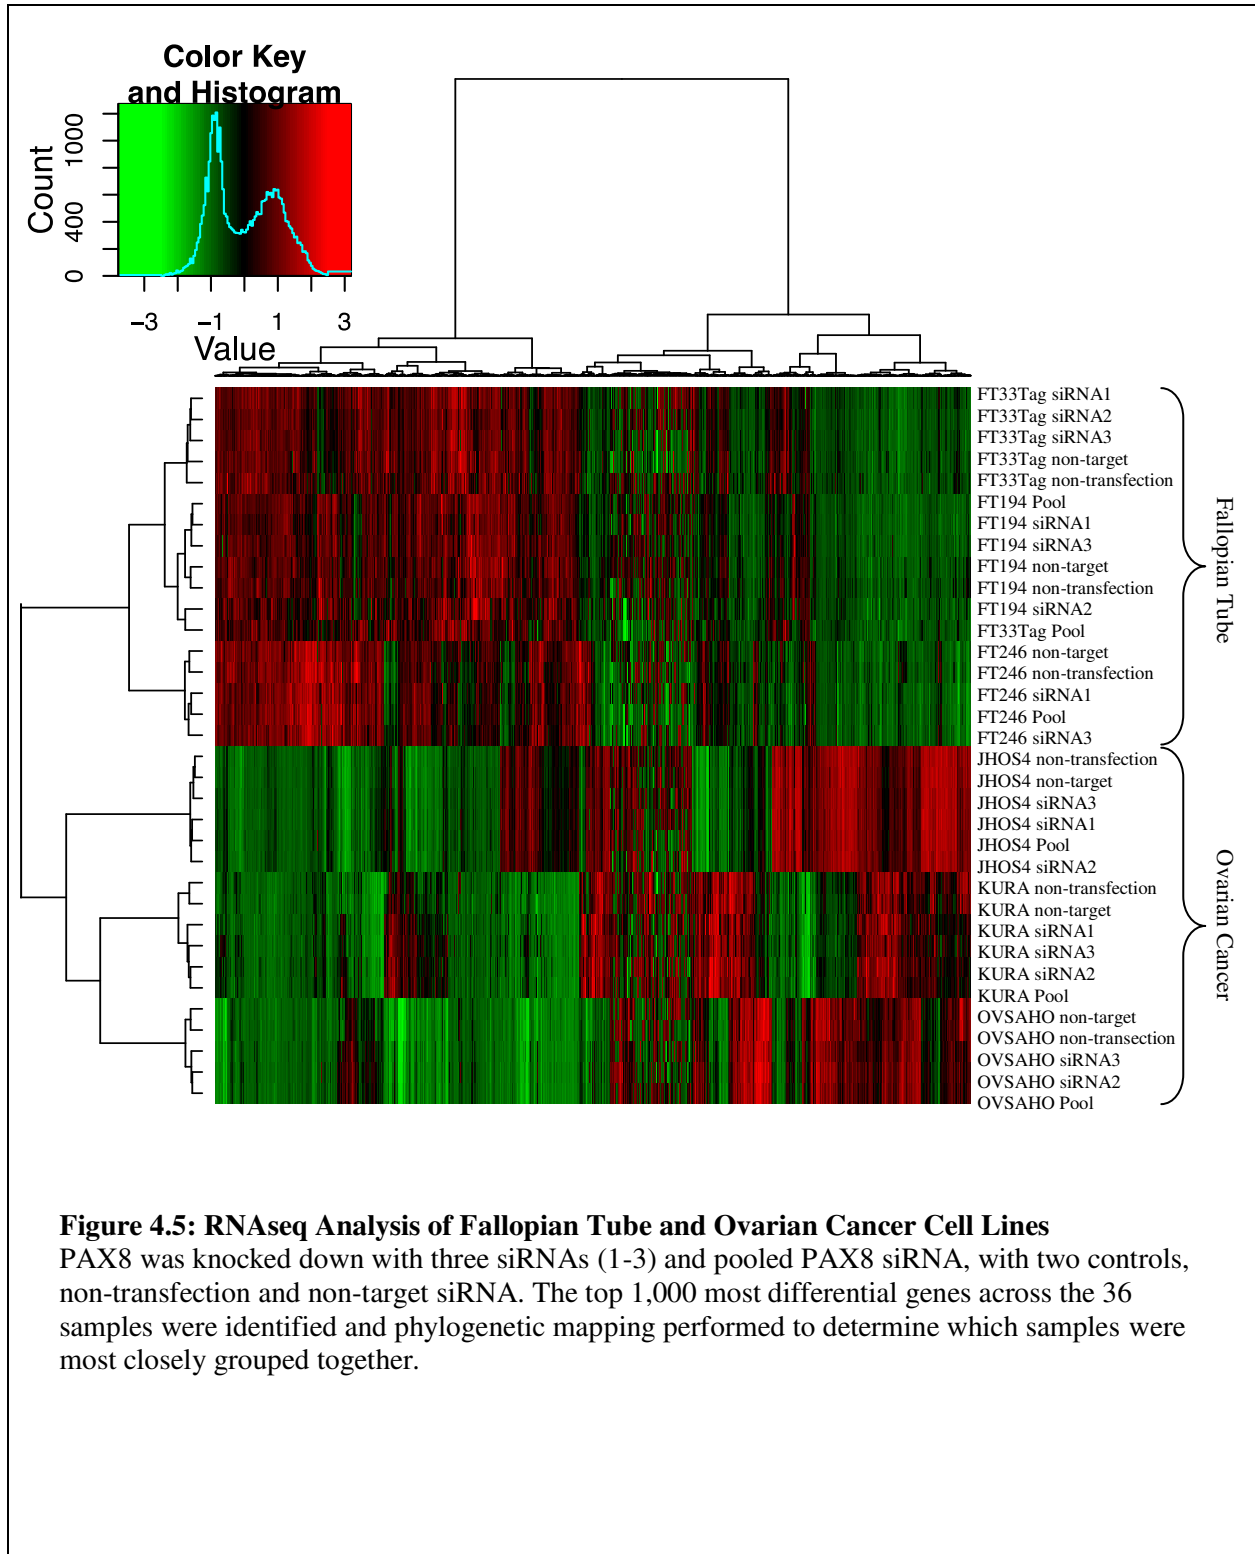 Color Key
and Histogram
Count
0
400
1000
-3
-1
1
3
Value
FT33Tag siRNA1
FT33Tag siRNA2
FT33Tag siRNA3
FT33Tag non-target
FT33Tag non-transfection
FT194 Pool
FT194 siRNA1
FT194 siRNA3
FT194 non-target
FT194 non-transfection
FT194 siRNA2
FT33Tag Pool
FT246 non-target
FT246 non-transfection
FT246 siRNA1
FT246 Pool
FT246 siRNA3
JHOS4 non-transfection
JHOS4 non-target
JHOS4 siRNA3
JHOS4 siRNA1
JHOS4 Pool
JHOS4 siRNA2
KURA non-transfection
KURA non-target
KURA siRNA1
KURA siRNA3
KURA siRNA2
KURA Pool
OVSAHO non-target
OVSAHO non-transection
OVSAHO siRNA3
OVSAHO siRNA2
OVSAHO Pool
Fallopian Tube
Ovarian Cancer
Figure 4.5: RNAseq Analysis of Fallopian Tube and Ovarian Cancer Cell Lines
PAX8 was knocked down with three siRNAs (1-3) and pooled PAX8 siRNA, with two controls,
non-transfection and non-target siRNA. The top 1,000 most differential genes across the 36
samples were identified and phylogenetic mapping performed to determine which samples were
most closely grouped together.